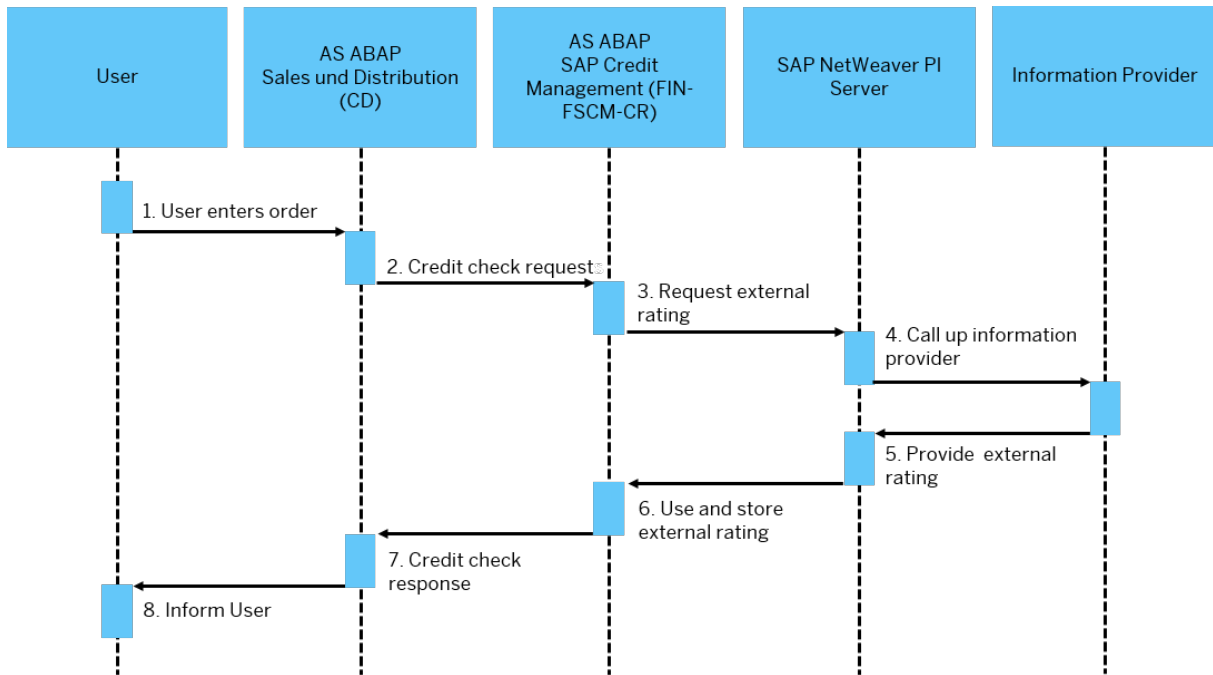 User
AS ABAP
Sales und Distribution
(CD)
AS ABAP
SAP Credit
Management (FIN-
FSCM-CR)
SAP NetWeaver PI
Server
Information Provider
1. User enters order
2. Credit check request
3. Request external
rating
4. Call up information
provider
5. Provide  external
rating
6. Use and store
external rating
7. Credit check
response
8. Inform User